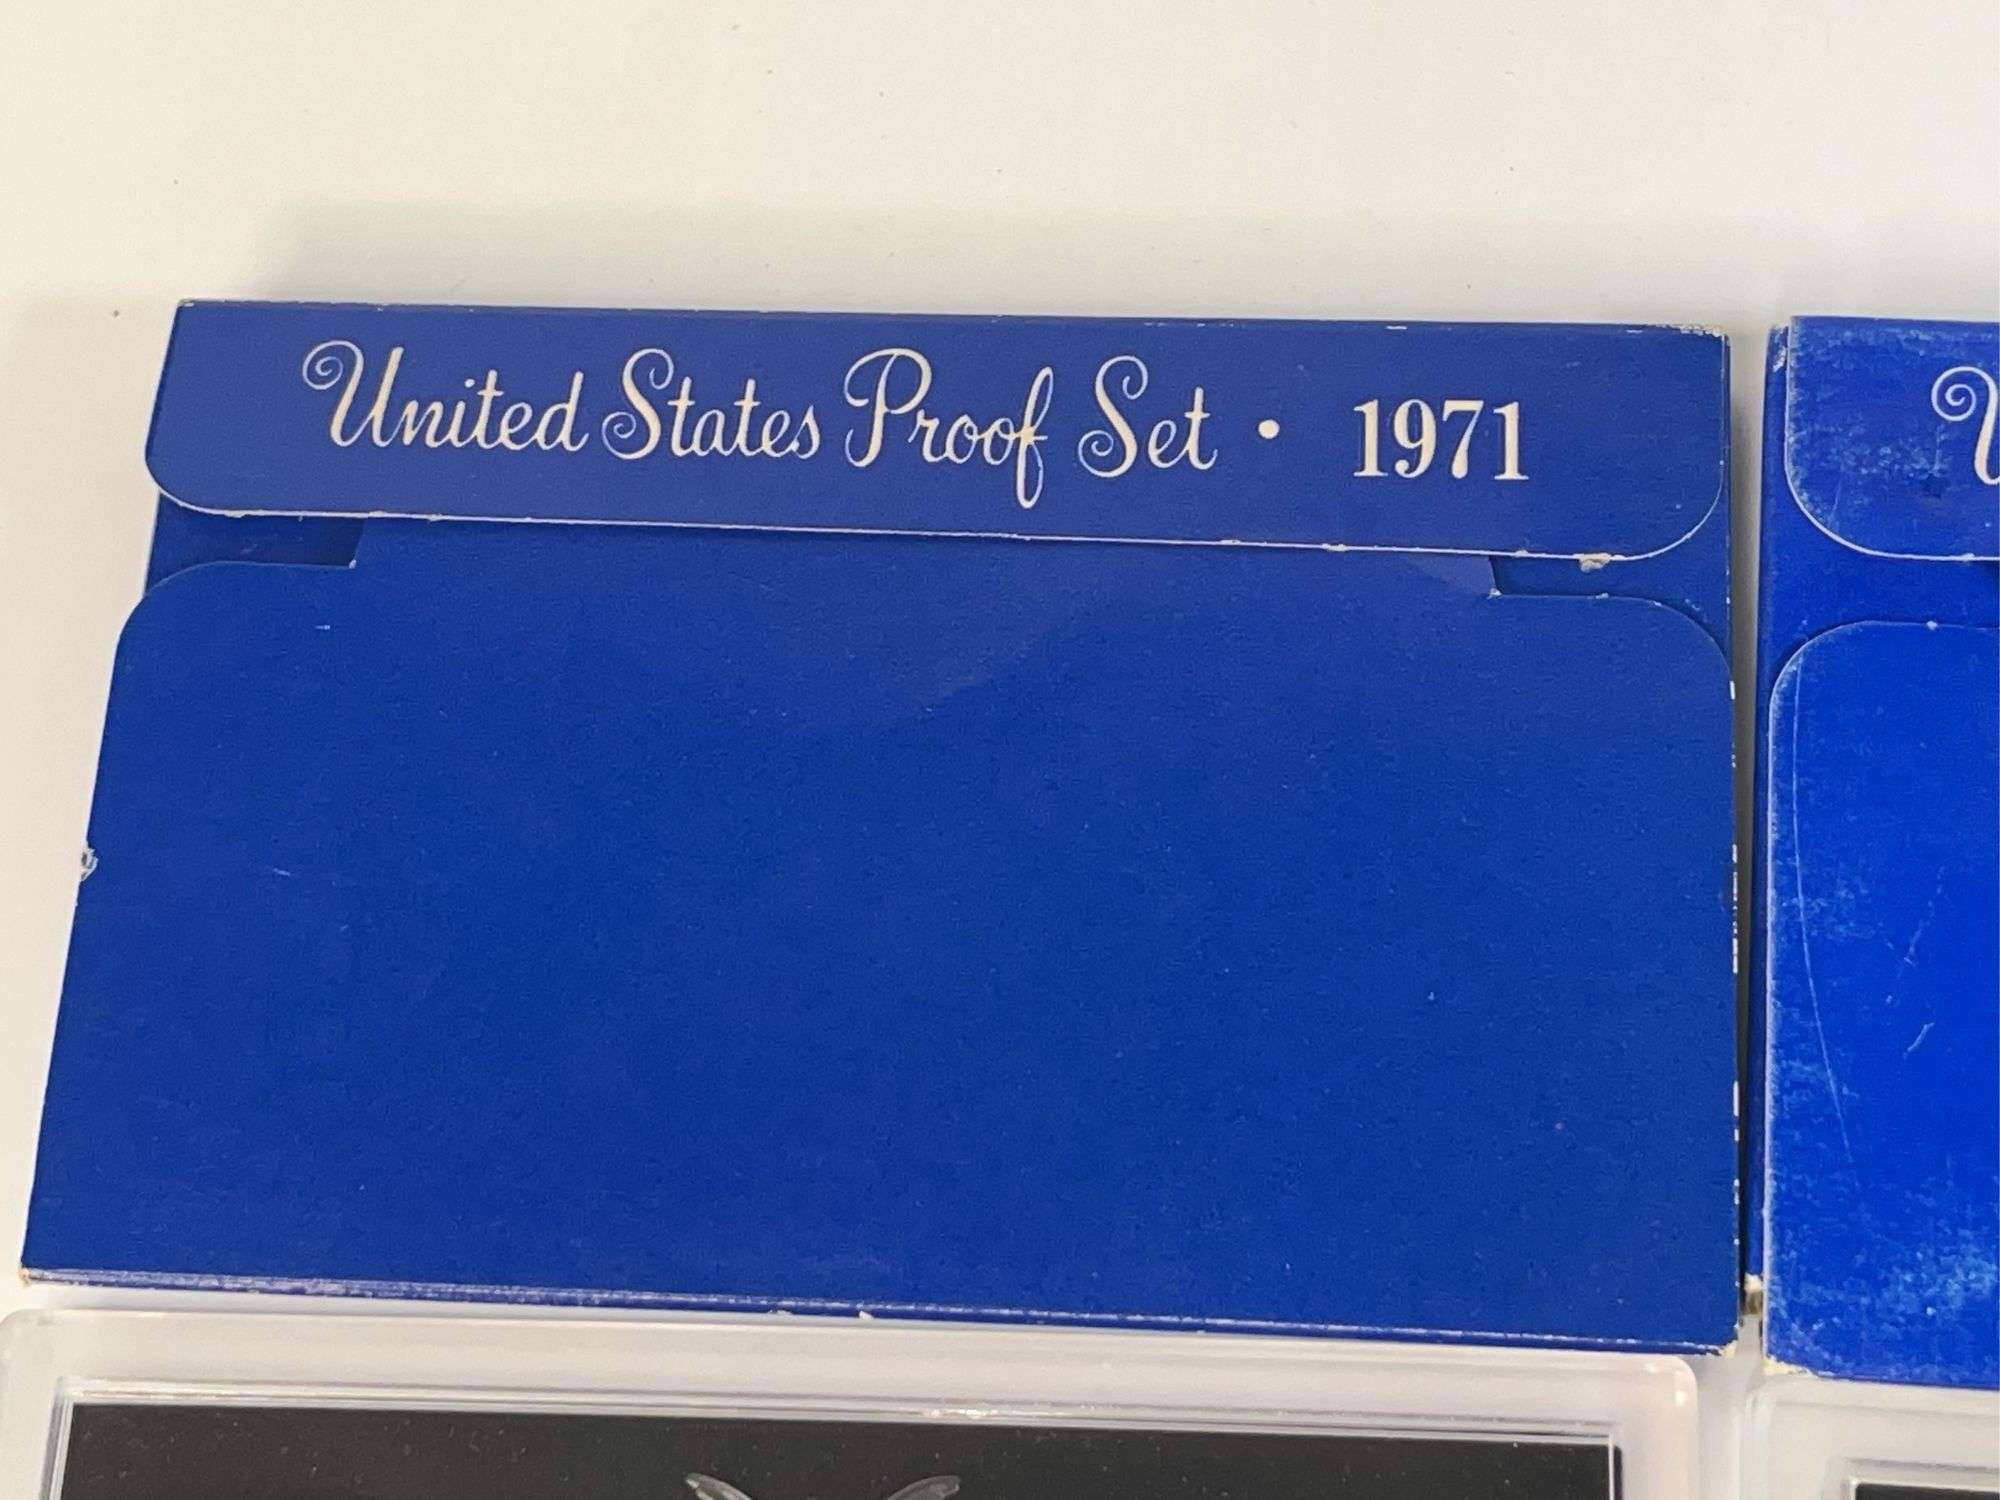 United States Proof Set • 1971